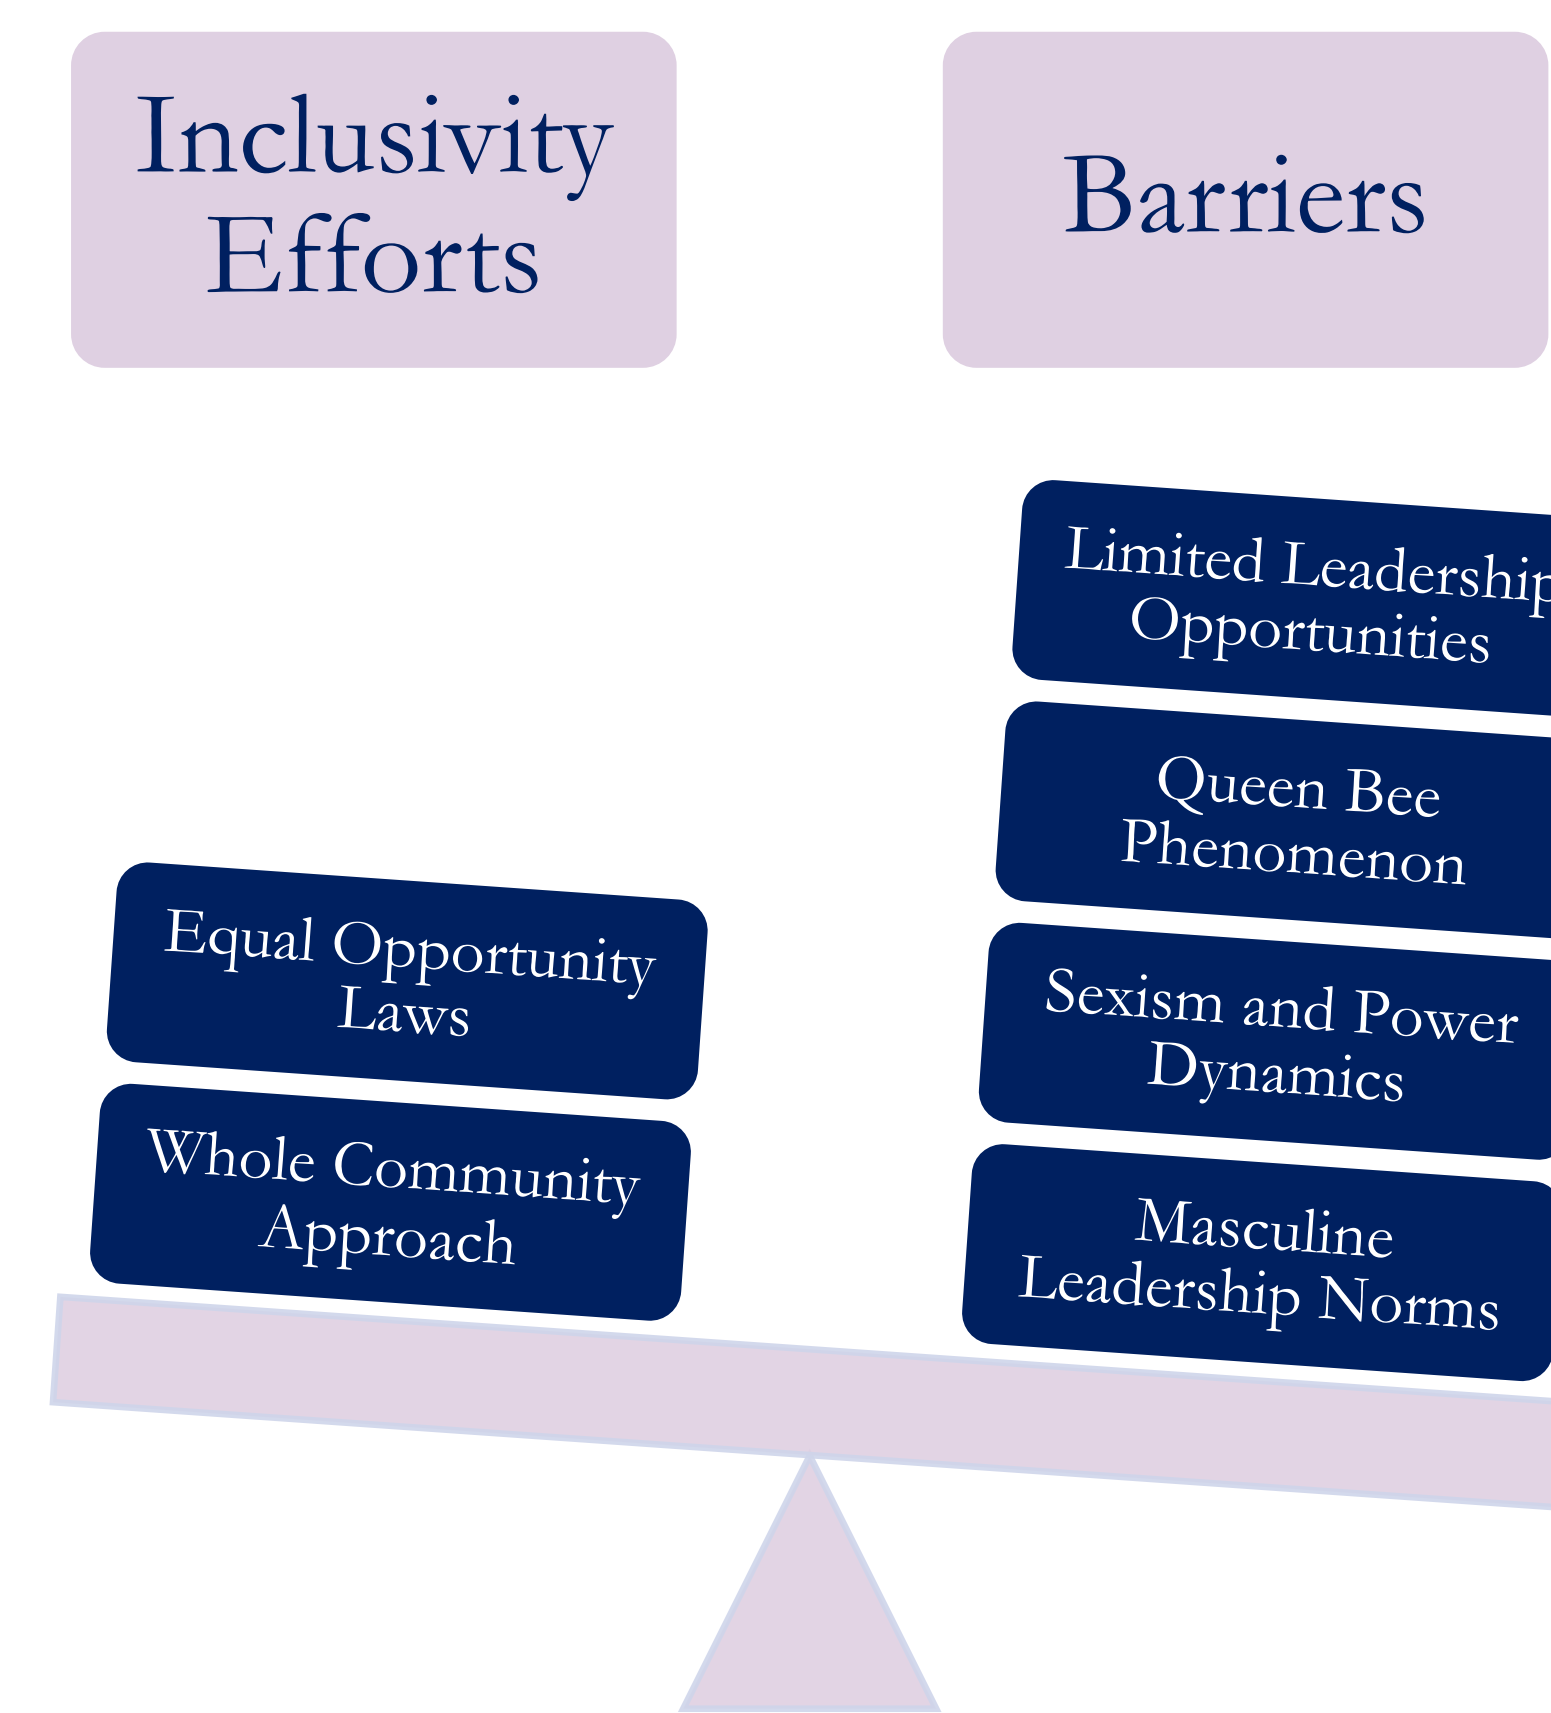 Inclusivity
Efforts
Barriers
Limited Leadership
Opportunities
Queen Bee
Phenomenon
Sexism and Power
Dynamics
Masculine
Leadership Norms
Equal Opportunity
Laws
Whole Community
Approach